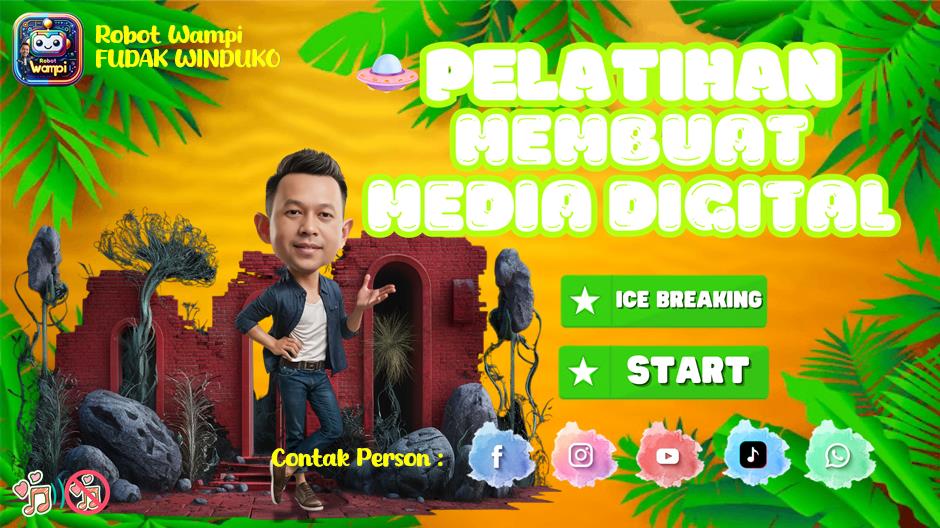 Robot Wampi
FUDAK WINDUKO
Robot
Wampi
PELATIHAN
MEMBUAT
MEDIA DIGITAL
ICE BREAKING
START
Contak Person :